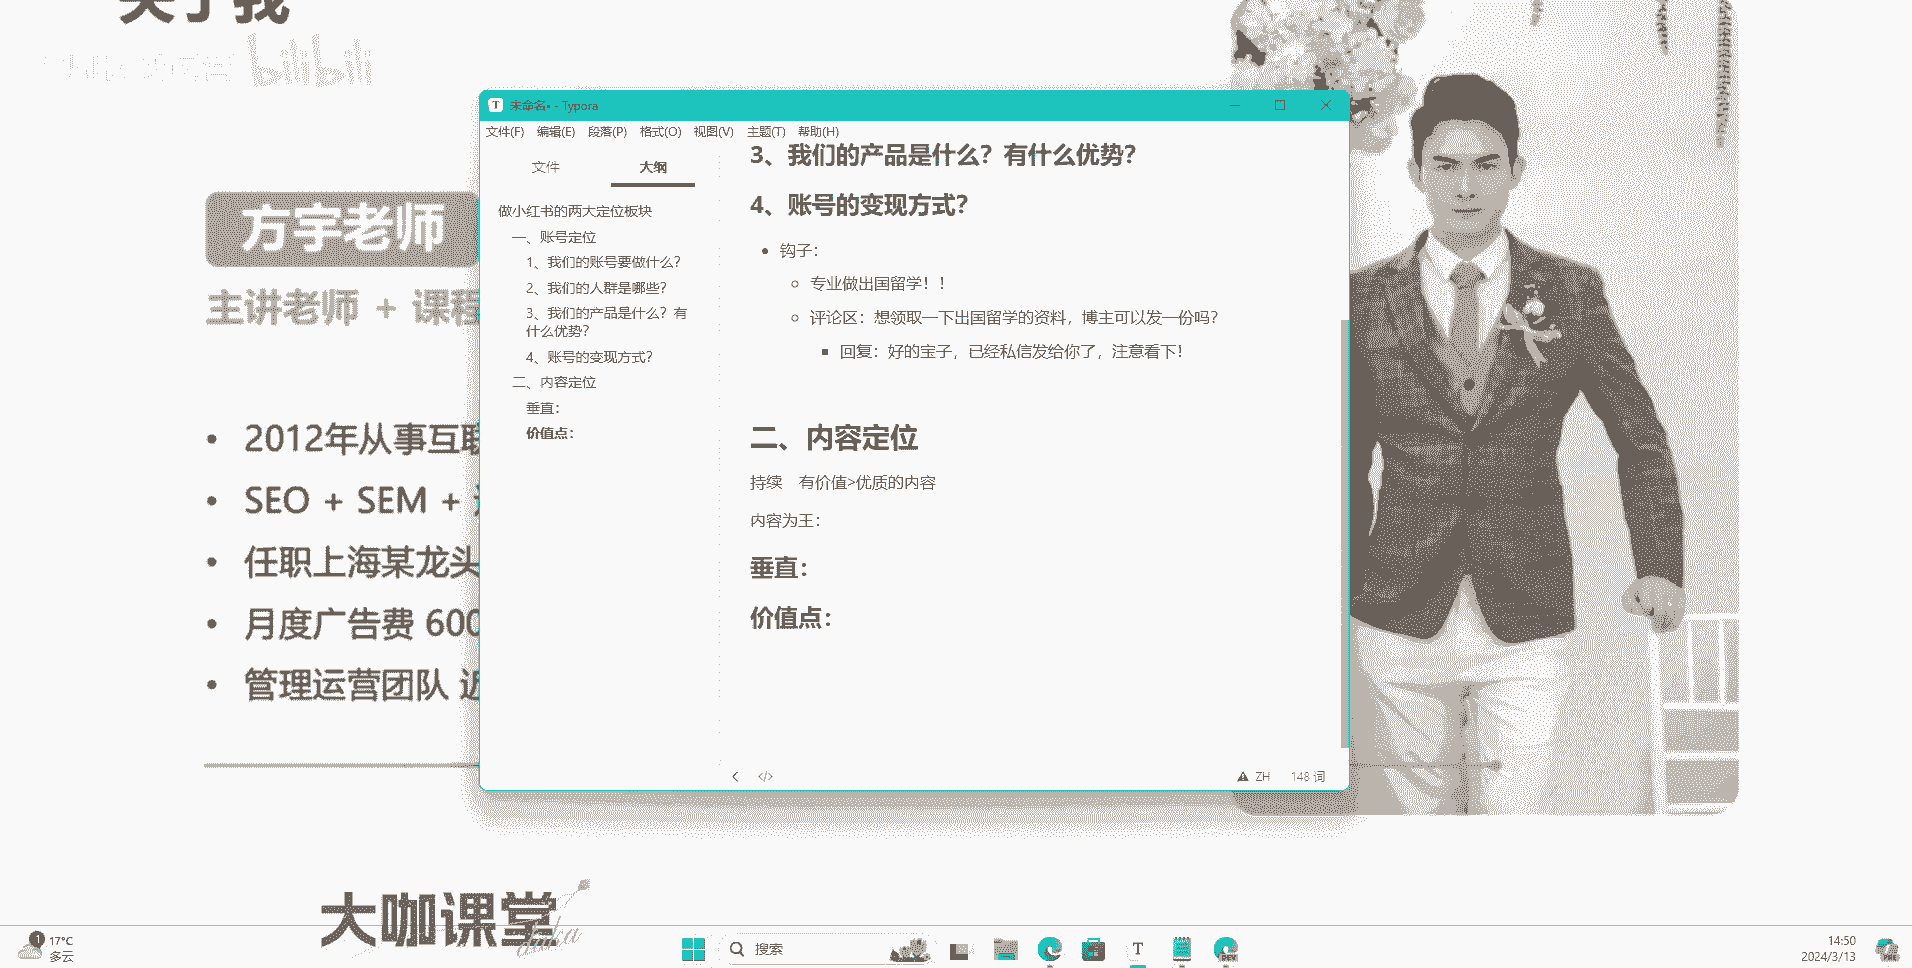 关于我
bilibili
方宇老师
主讲老师 + 课程
2012年从事互联
SEO + SEM +
任职上海某龙头
月度广告费 600
管理运营团队 近
大咖课堂
daka
未命名• - Typora
文件(F) 编辑(E) 段落(P) 格式(O) 视图(V) 主题(T) 帮助(H)
文件 大纲
做小红书的两大定位板块
一、账号定位
1、我们的账号要做什么？
2、我们的人群是哪些？
3、我们的产品是什么？有
什么优势？
4、账号的变现方式？
二、内容定位
垂直：
价值点：
3、我们的产品是什么？有什么优势？
4、账号的变现方式？
钩子：
专业做出国留学！！
评论区：想领取一下出国留学的资料，博主可以发一份吗？
回复：好的宝子，已经私信发给你了，注意看下！
二、内容定位
持续 有价值>优质的内容
内容为王：
垂直：
价值点：
</> ZH 148 词
1 17°C
多云
搜索
T
DEV
14:50
2024/3/13
PRE